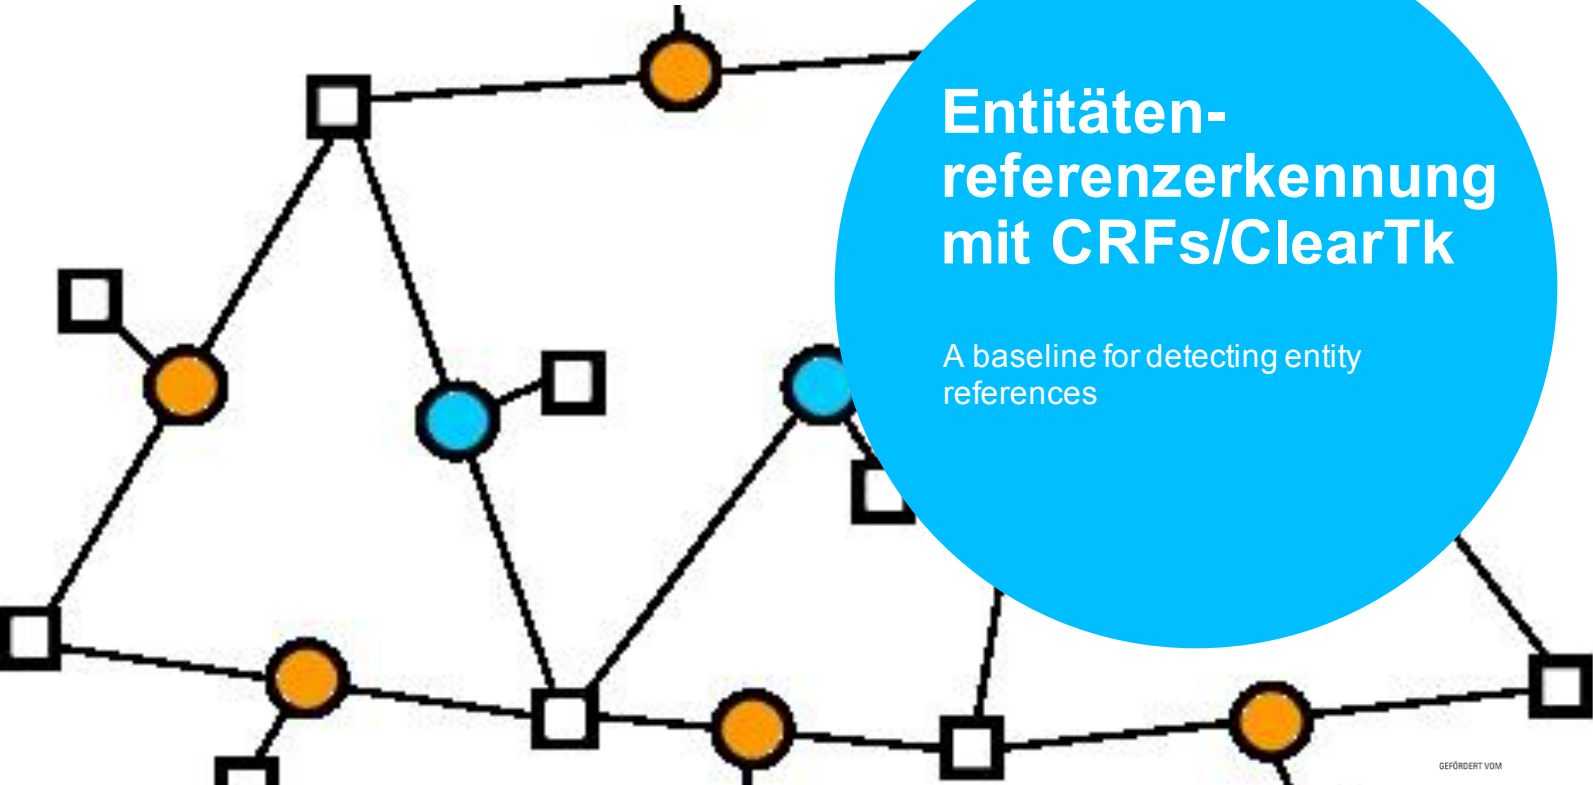 Entitäten-
referenzerkennung
mit CRFs/ClearTk
A baseline for detecting entity
references
GEFÖRDERT VOM